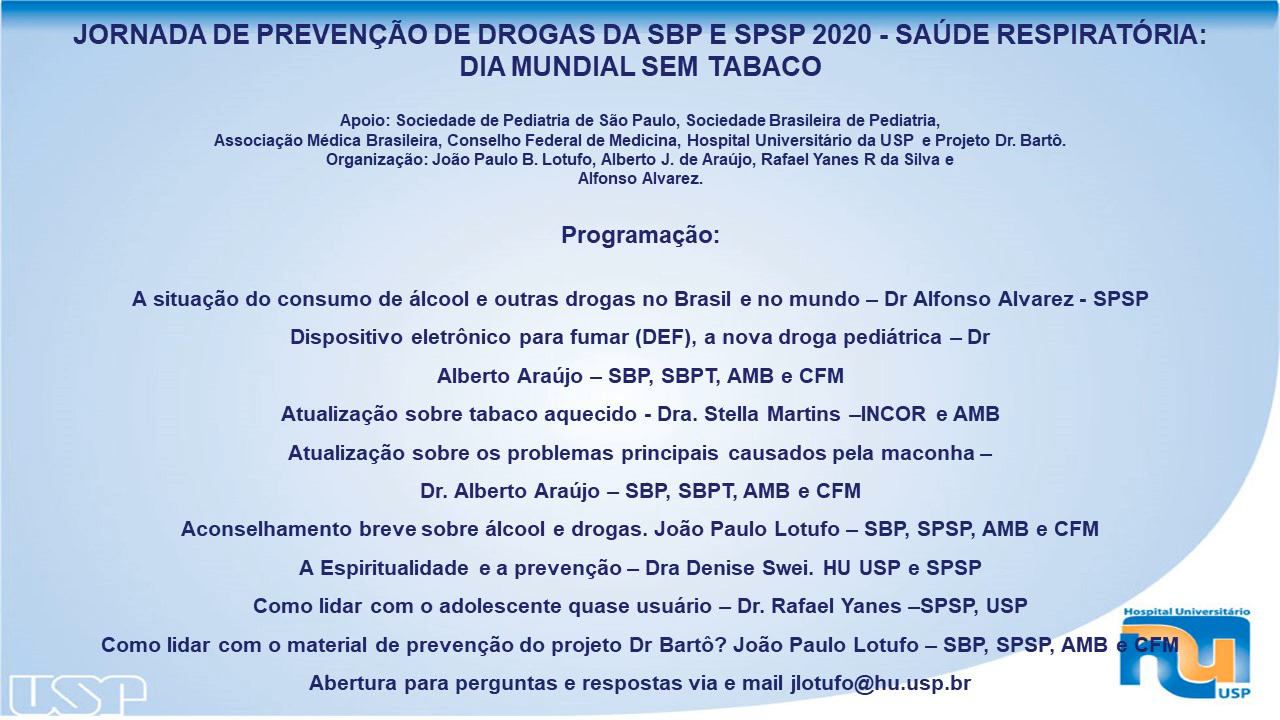 JORNADA DE PREVENÇÃO DE DROGAS DA SBP E SPSP 2020 - SAÚDE RESPIRATÓRIA:
DIA MUNDIAL SEM TABACO
Apoio: Sociedade de Pediatria de São Paulo, Sociedade Brasileira de Pediatria,
Associação Médica Brasileira, Conselho Federal de Medicina, Hospital Universitário da USP e Projeto Dr. Bartô.
Organização: João Paulo B. Lotufo, Alberto J. de Araújo, Rafael Yanes R da Silva e
Alfonso Alvarez.
Programação:
A situação do consumo de álcool e outras drogas no Brasil e no mundo – Dr Alfonso Alvarez - SPSP
Dispositivo eletrônico para fumar (DEF), a nova droga pediátrica – Dr
Alberto Araújo – SBP, SBPT, AMB e CFM
Atualização sobre tabaco aquecido - Dra. Stella Martins –INCOR e AMB
Atualização sobre os problemas principais causados pela maconha –
Dr. Alberto Araújo – SBP, SBPT, AMB e CFM
Aconselhamento breve sobre álcool e drogas. João Paulo Lotufo – SBP, SPSP, AMB e CFM
A Espiritualidade e a prevenção – Dra Denise Swei. HU USP e SPSP
Como lidar com o adolescente quase usuário – Dr. Rafael Yanes –SPSP, USP
Como lidar com o material de prevenção do projeto Dr Bartô? João Paulo Lotufo – SBP, SPSP, AMB e CFM
Abertura para perguntas e respostas via e mail jlotufo@hu.usp.br
Hospital Universitário
hu
USP
USP